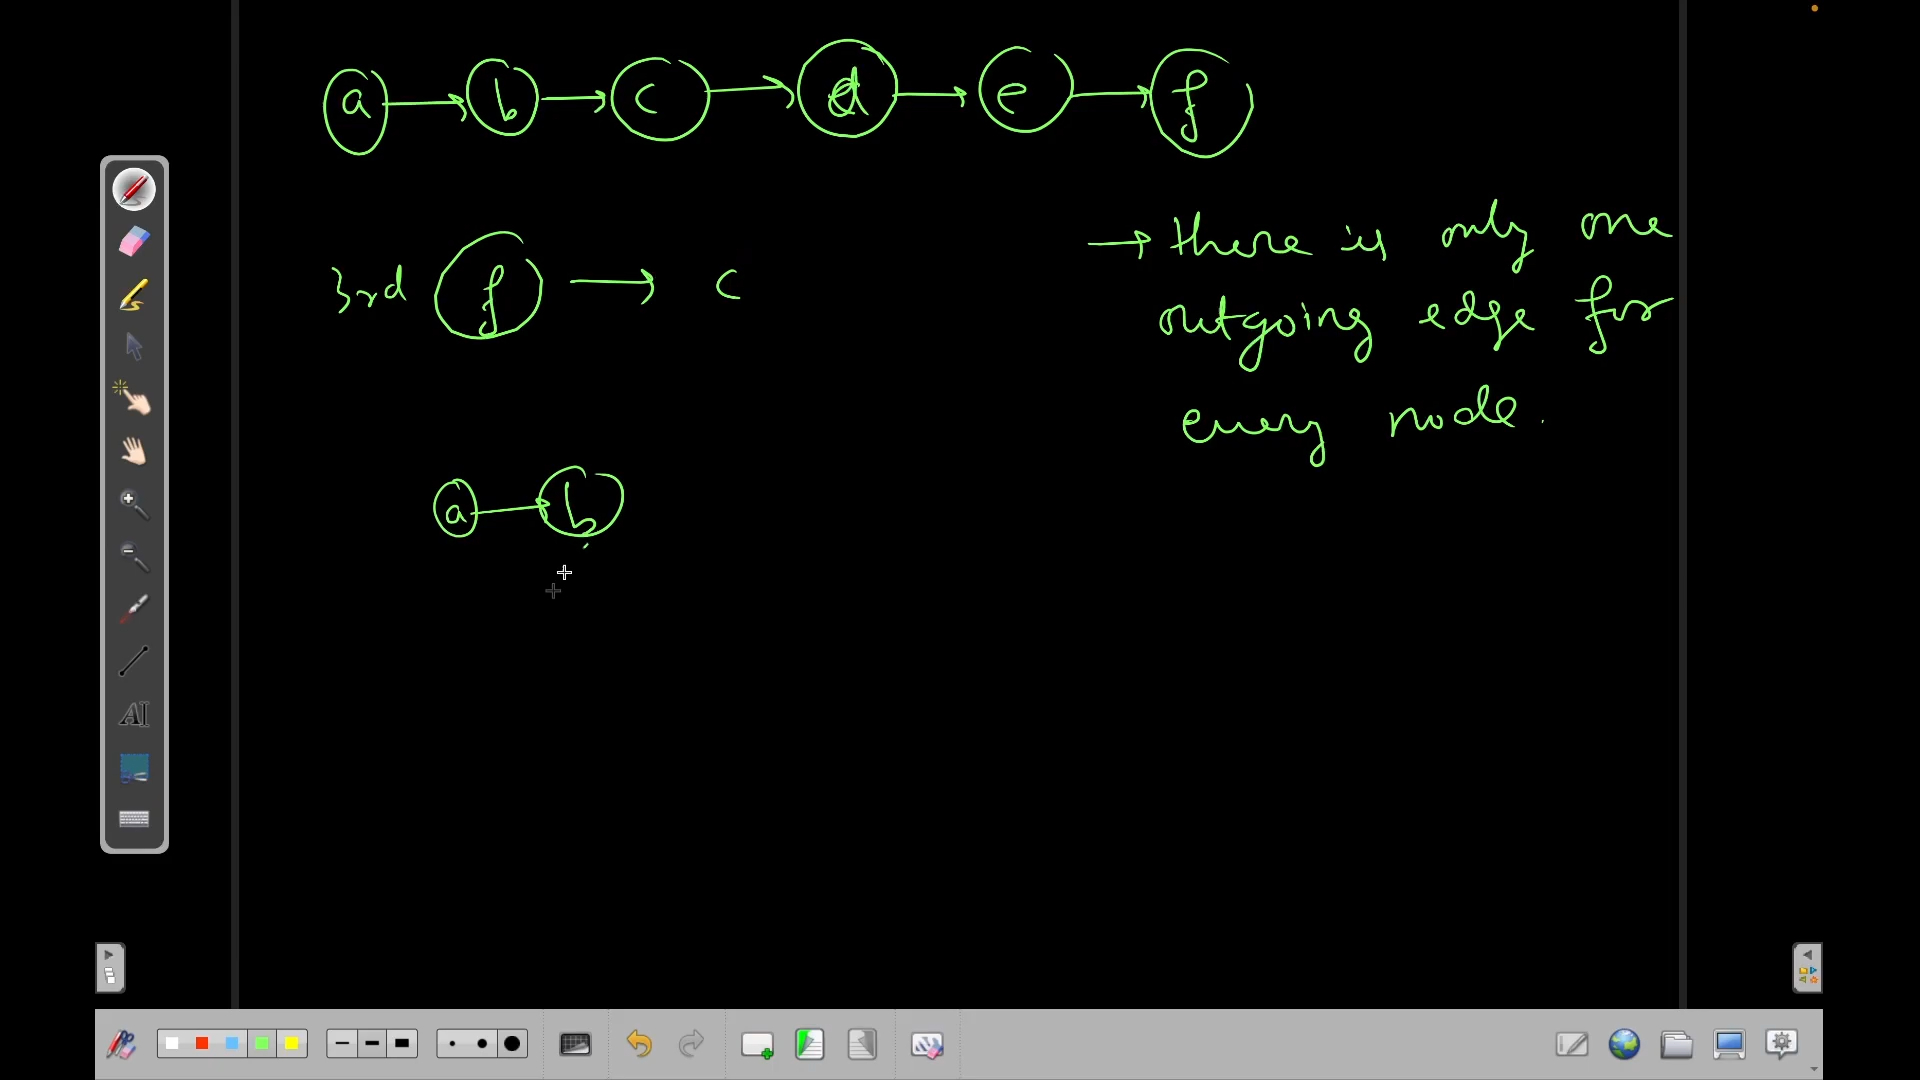 a → b → c → d → e → f
3rd f → c
→ there is only one
outgoing edge for
every node.
a → b